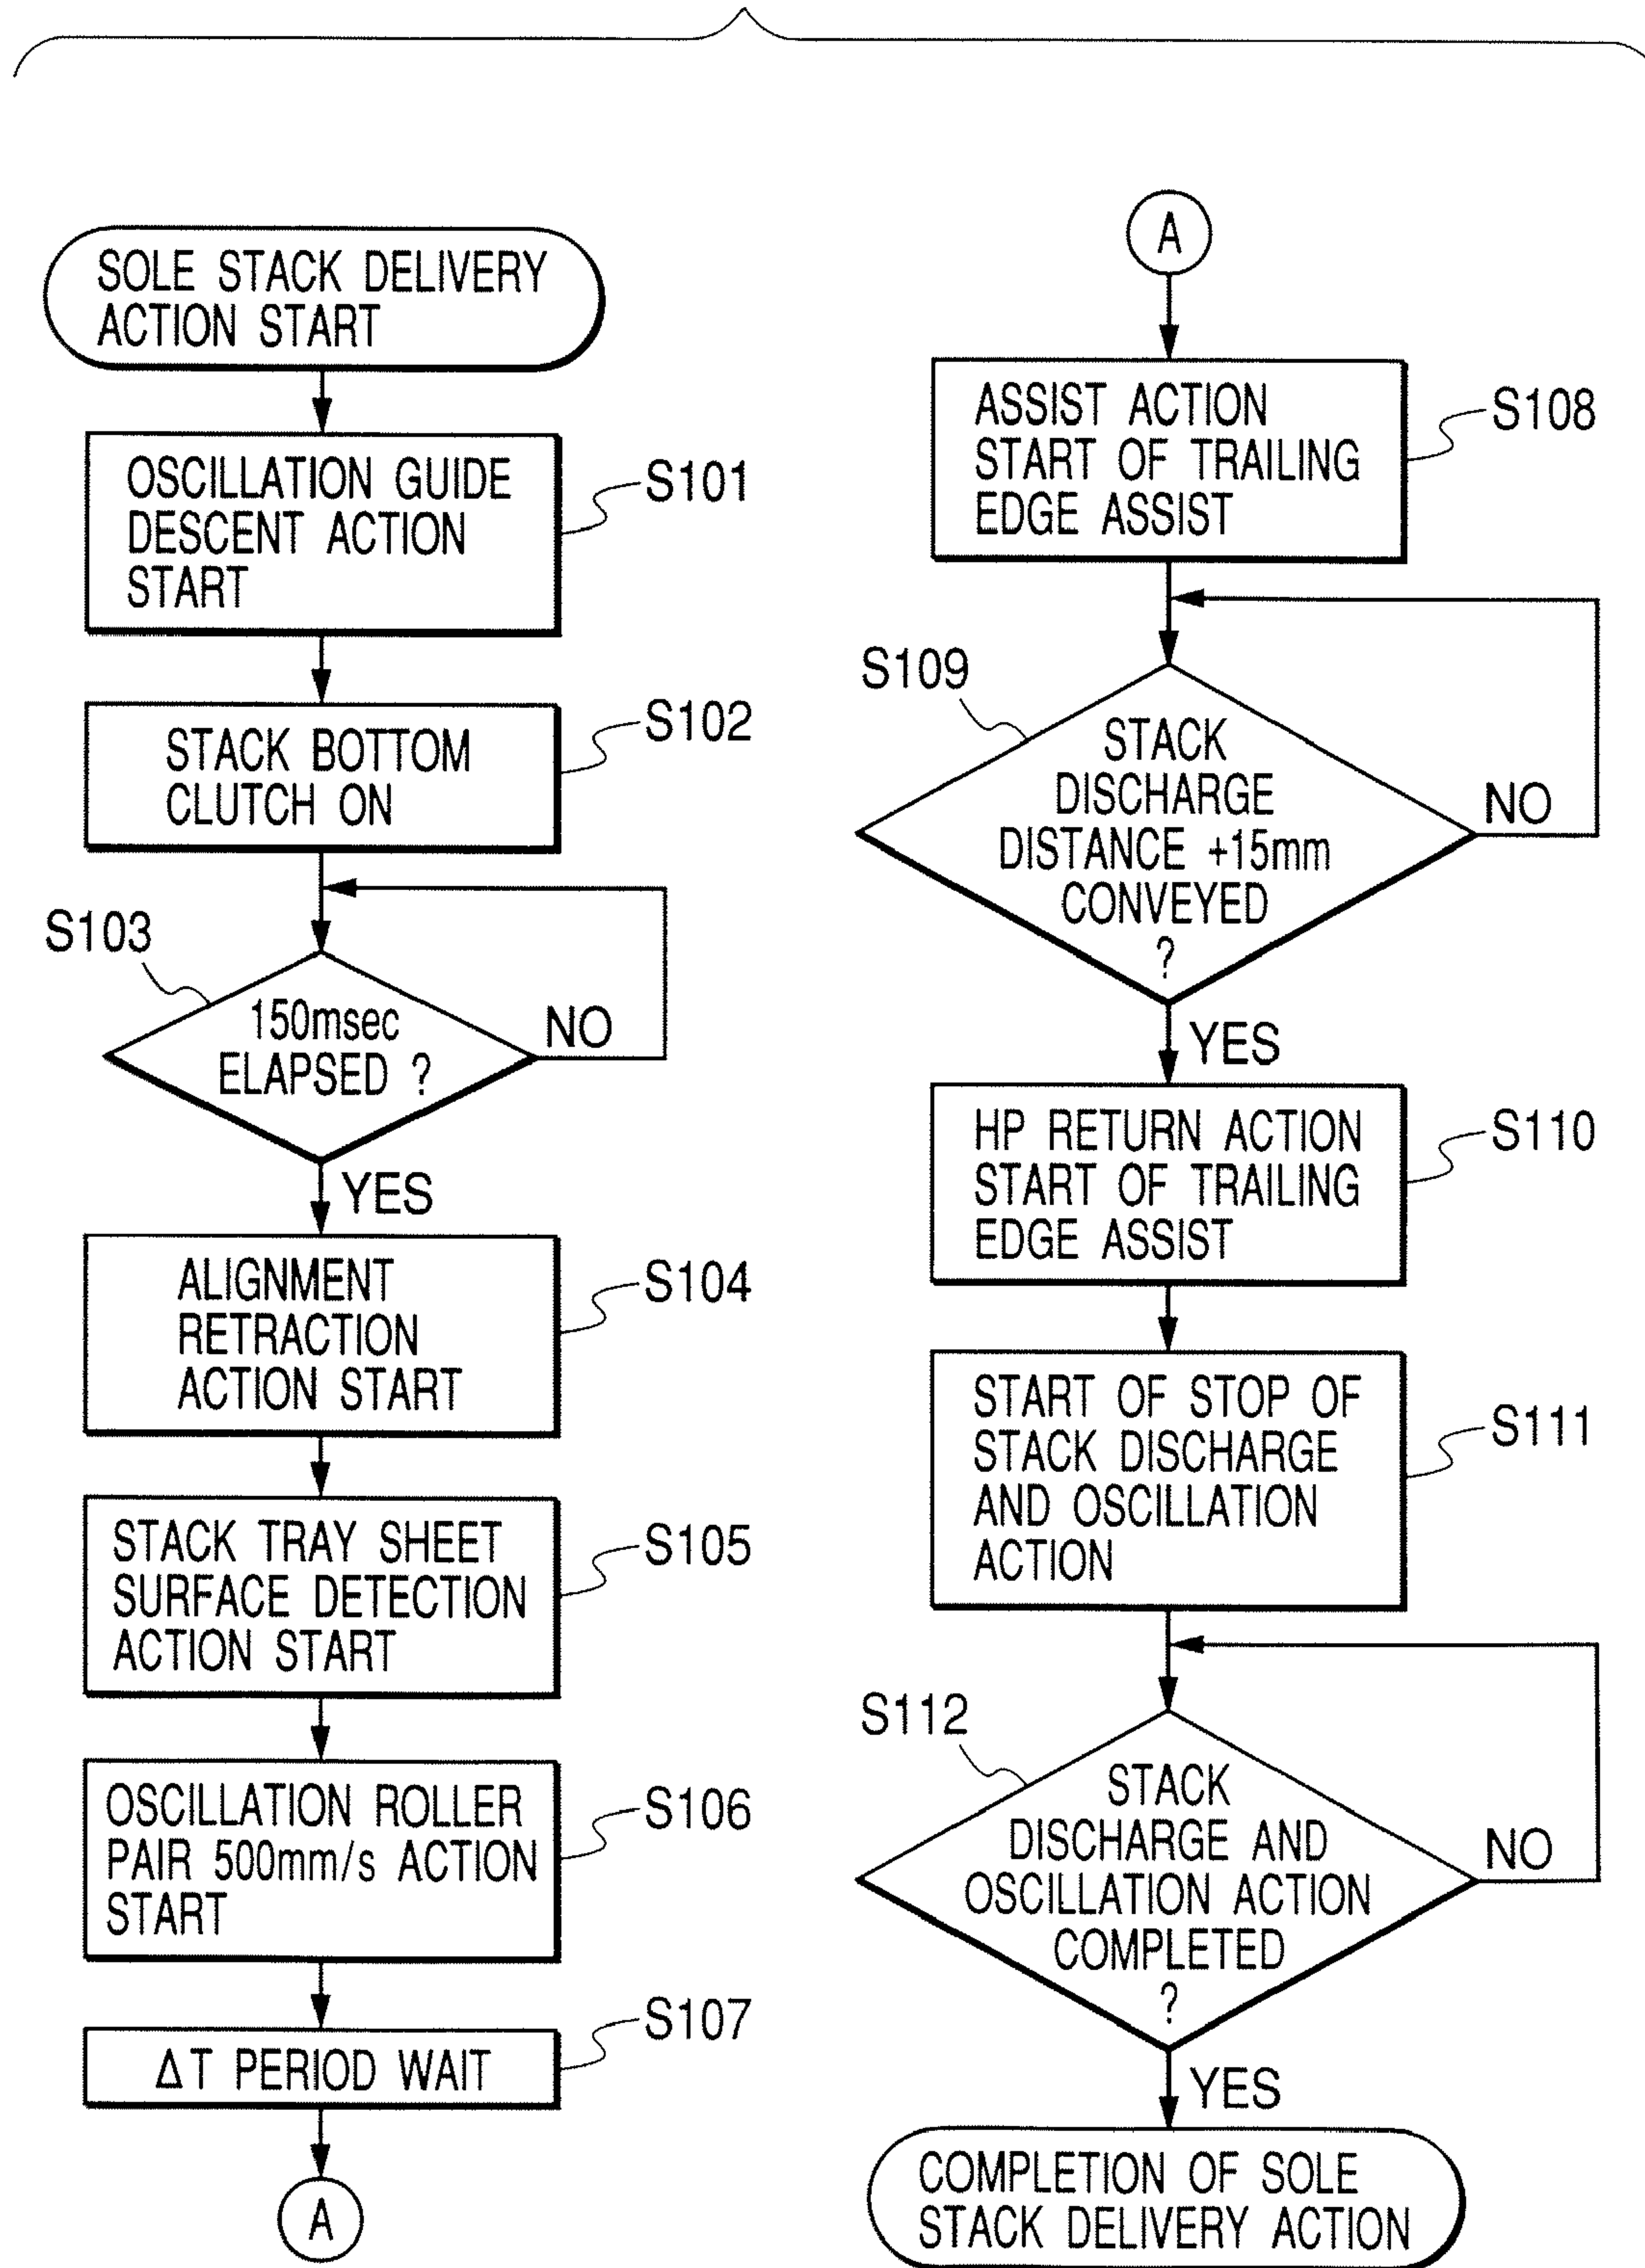 SOLE STACK DELIVERY
ACTION START
OSCILLATION GUIDE
DESCENT ACTION
START
S101
STACK BOTTOM
CLUTCH ON
S102
S103
150msec
ELAPSED ?
NO
YES
ALIGNMENT
RETRACTION
ACTION START
S104
STACK TRAY SHEET
SURFACE DETECTION
ACTION START
S105
OSCILLATION ROLLER
PAIR 500mm/s ACTION
START
S106
ΔT PERIOD WAIT
S107
A
A
ASSIST ACTION
START OF TRAILING
EDGE ASSIST
S108
S109
STACK
DISCHARGE
DISTANCE +15mm
CONVEYED
?
NO
YES
HP RETURN ACTION
START OF TRAILING
EDGE ASSIST
S110
START OF STOP OF
STACK DISCHARGE
AND OSCILLATION
ACTION
S111
S112
STACK
DISCHARGE AND
OSCILLATION ACTION
COMPLETED
?
NO
YES
COMPLETION OF SOLE
STACK DELIVERY ACTION